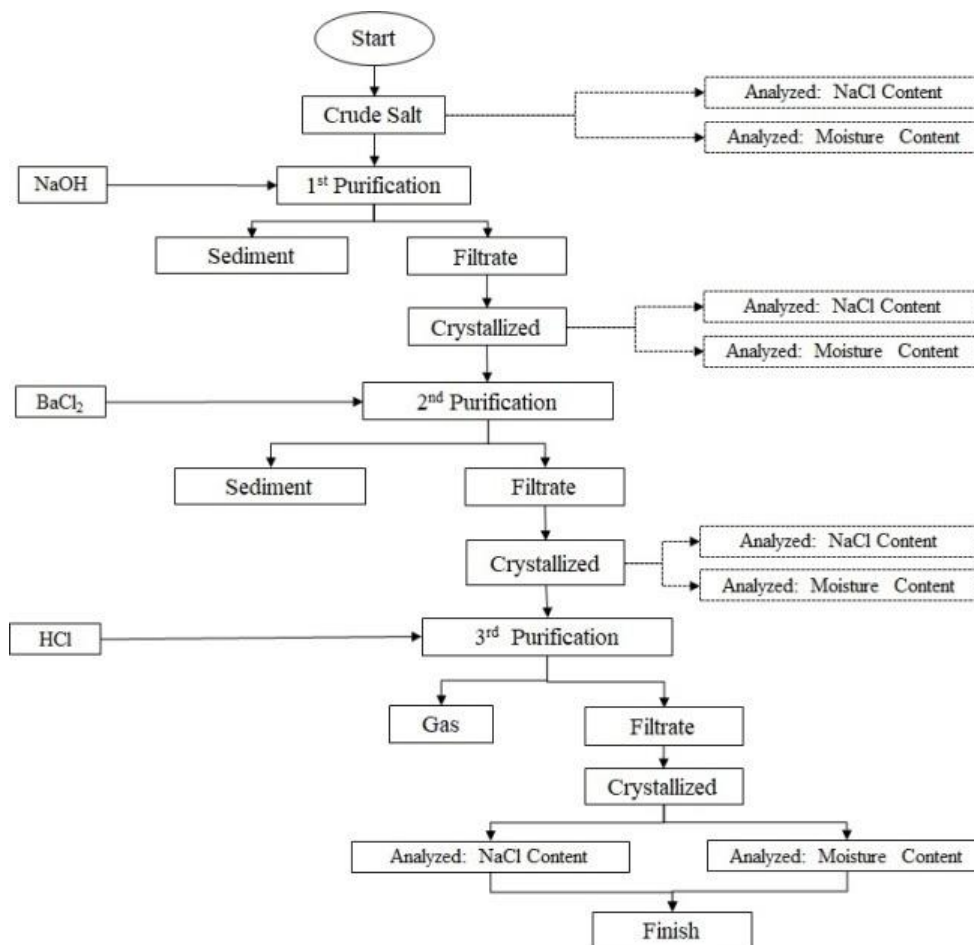 Start
Analyzed: NaCl Content
Crude Salt
Analyzed: Moisture Content
NaOH
1st Purification
Sediment
Filtrate
Analyzed: NaCl Content
Crystallized
Analyzed: Moisture Content
BaCl2
2nd Purification
Sediment
Filtrate
Analyzed: NaCl Content
Crystallized
Analyzed: Moisture Content
HCl
3rd Purification
Gas
Filtrate
Crystallized
Analyzed: NaCl Content
Analyzed: Moisture Content
Finish